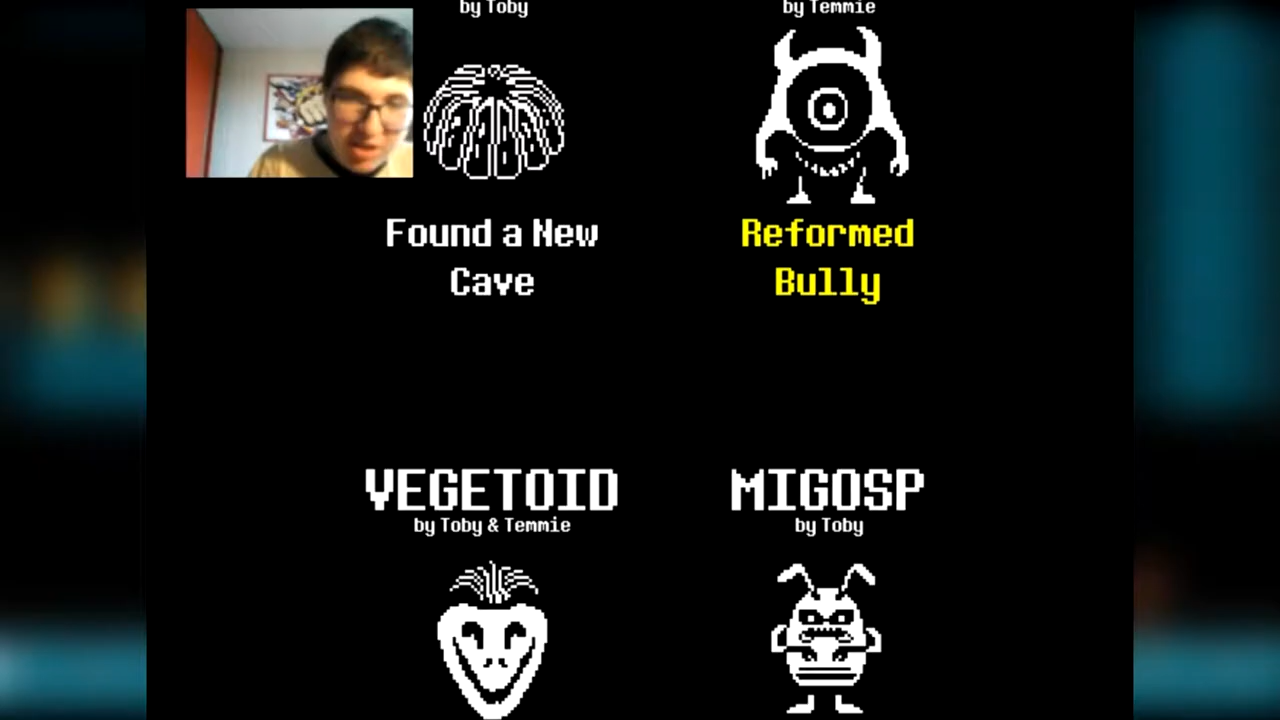 by Toby
by Temmie
Found a New
Cave
Reformed
Bully
VEGETOID
MIGOSP
by Toby & Temmie
by Toby